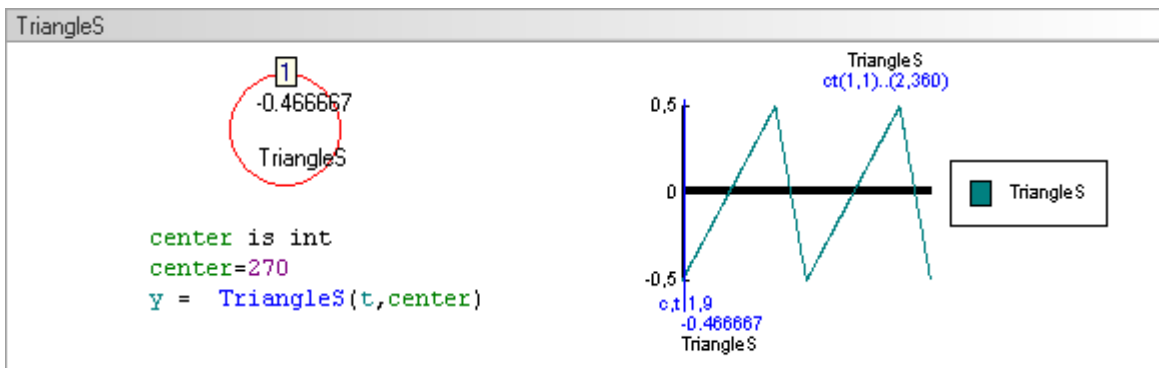 TriangleS
1
-0.466667
TriangleS
center is int
center=270
y = TriangleS(t,center)
TriangleS
ct(1,1)..(2,360)
0,5
0
-0,5
c,t 1,9
-0.466667
TriangleS
TriangleS